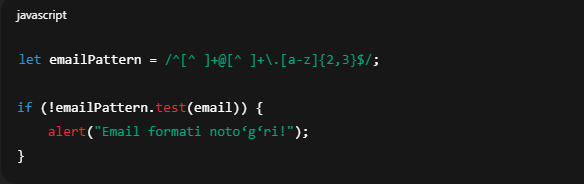 javascript
let emailPattern = /^[^ ]+@[^ ]+\.[a-z]{2,3}$/;
if (!emailPattern.test(email)) {
alert("Email formati noto‘g‘ri!");
}